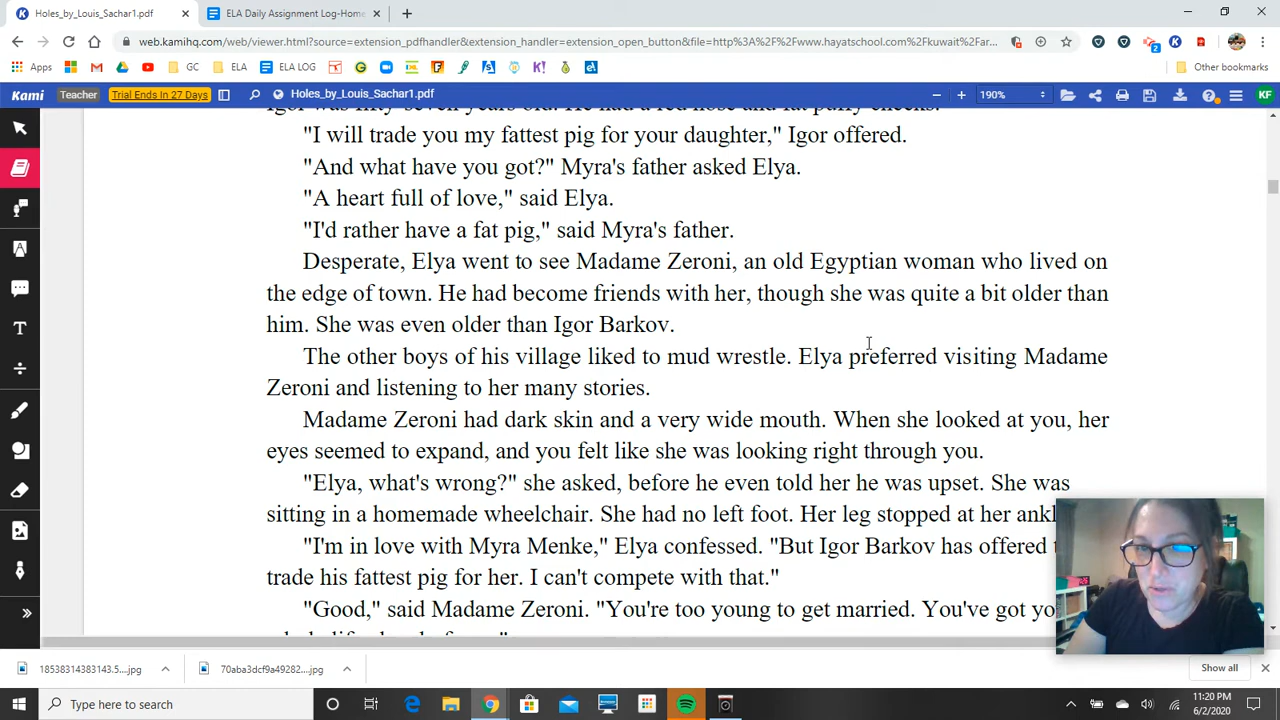 Holes_by_Louis_Sachar1.pdf
ELA Daily Assignment Log-Home
web.kamihq.com/web/viewer.html?source=extension_pdfhandler&extension_handler=extension_open_button&file=http%3A%2F%2Fwww.hayatschool.com%2Fkuwait%2Far...
Apps
GC
ELA
ELA LOG
Other bookmarks
Kami
Teacher
Trial Ends In 27 Days
Holes_by_Louis_Sachar1.pdf
190%
KF
"I will trade you my fattest pig for your daughter," Igor offered.
"And what have you got?" Myra's father asked Elya.
"A heart full of love," said Elya.
"I'd rather have a fat pig," said Myra's father.
Desperate, Elya went to see Madame Zeroni, an old Egyptian woman who lived on
the edge of town. He had become friends with her, though she was quite a bit older than
him. She was even older than Igor Barkov.
The other boys of his village liked to mud wrestle. Elya preferred visiting Madame
Zeroni and listening to her many stories.
Madame Zeroni had dark skin and a very wide mouth. When she looked at you, her
eyes seemed to expand, and you felt like she was looking right through you.
"Elya, what's wrong?" she asked, before he even told her he was upset. She was
sitting in a homemade wheelchair. She had no left foot. Her leg stopped at her ankl
"I'm in love with Myra Menke," Elya confessed. "But Igor Barkov has offered t
trade his fattest pig for her. I can't compete with that."
"Good," said Madame Zeroni. "You're too young to get married. You've got yo
18538314383143.5....jpg
70aba3dcf9a49282...jpg
Show all
Type here to search
11:20 PM
6/2/2020